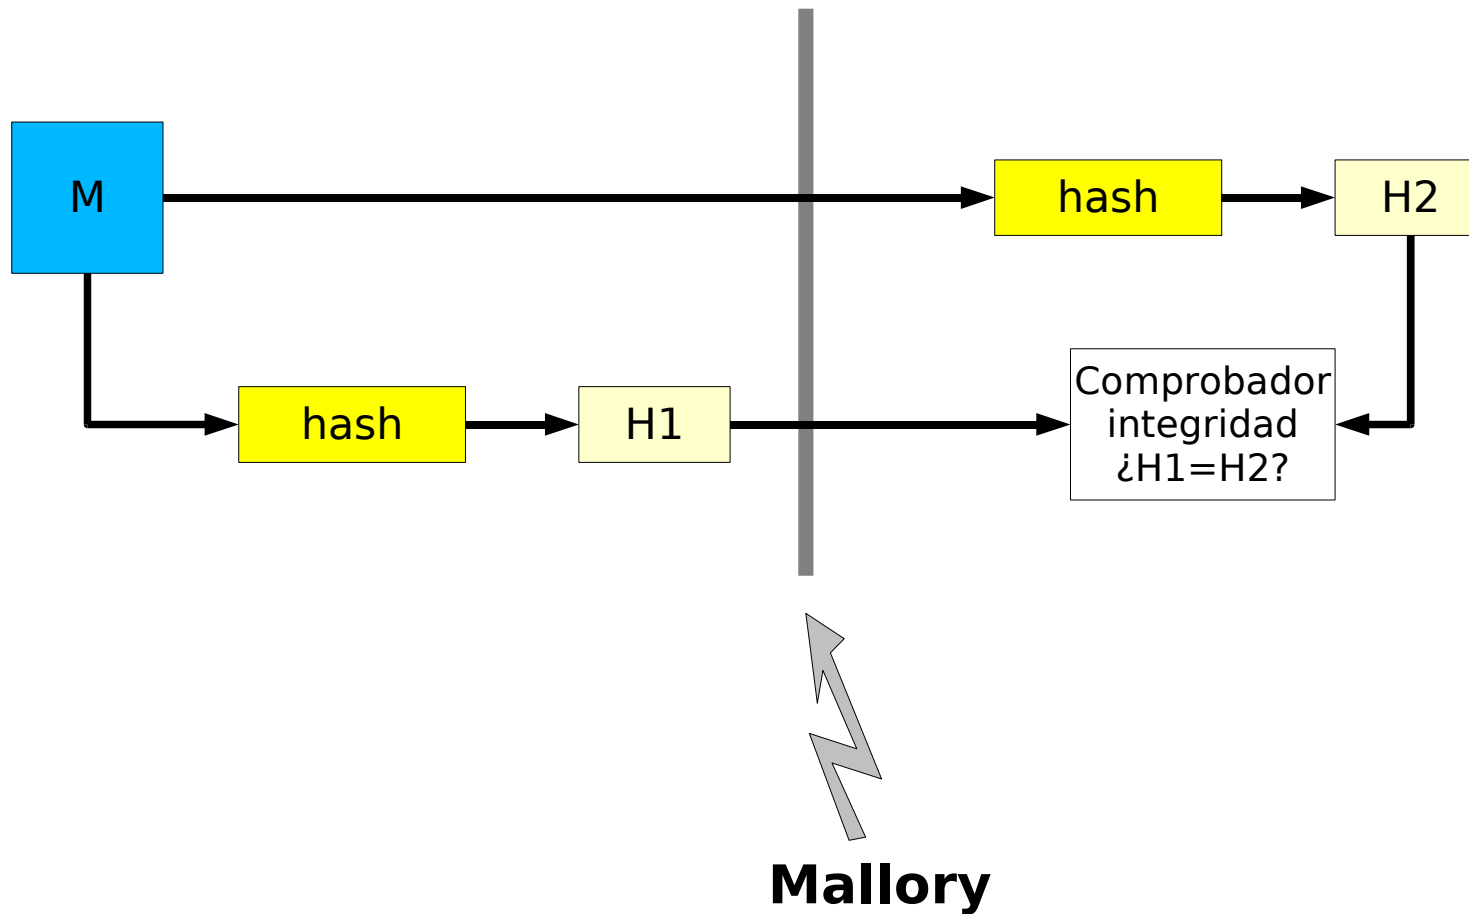 M
hash
H2
hash
H1
Comprobador
integridad
¿H1=H2?
Mallory